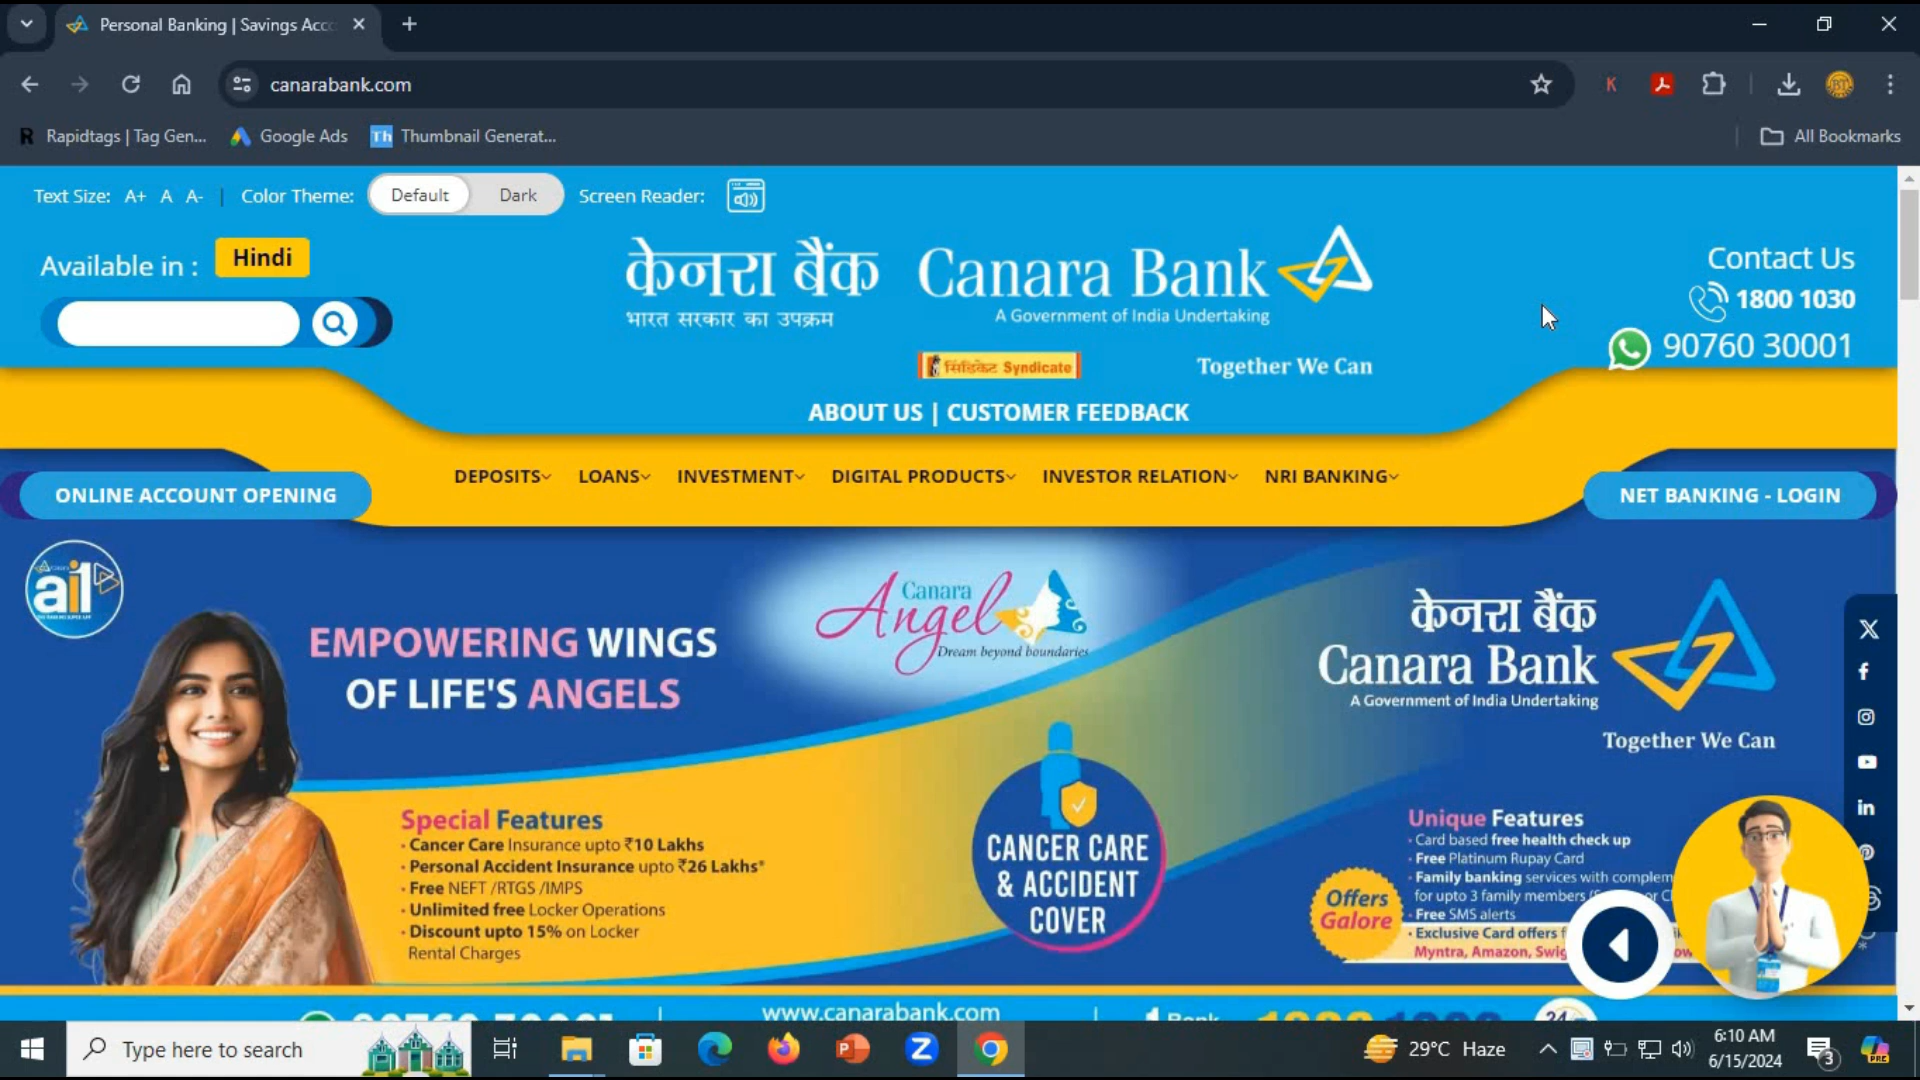 Personal Banking | Savings Acc
canarabank.com
Rapidtags | Tag Gen...
Google Ads
Th
Thumbnail Generat...
All Bookmarks
Text Size: A+ A A- | Color Theme: Default Dark Screen Reader:
Available in : Hindi
केनरा बैंक Canara Bank
भारत सरकार का उपक्रम A Government of India Undertaking
सिंडिकेट Syndicate
Together We Can
Contact Us
1800 1030
90760 30001
ABOUT US | CUSTOMER FEEDBACK
DEPOSITS LOANS INVESTMENT DIGITAL PRODUCTS INVESTOR RELATION NRI BANKING
ONLINE ACCOUNT OPENING
NET BANKING - LOGIN
ai1
EMPOWERING WINGS
OF LIFE'S ANGELS
Canara
Angel
Dream beyond boundaries
केनरा बैंक
Canara Bank
A Government of India Undertaking
Together We Can
Special Features
· Cancer Care Insurance upto ₹10 Lakhs
· Personal Accident Insurance upto ₹26 Lakhs*
· Free NEFT /RTGS /IMPS
· Unlimited free Locker Operations
· Discount upto 15% on Locker
Rental Charges
CANCER CARE
& ACCIDENT
COVER
Offers
Galore
Unique Features
· Card based free health check up
· Free Platinum Rupay Card
· Family banking services with complem
for upto 3 family members
· Free SMS alerts
· Exclusive Card offers
Myntra, Amazon, Swig
www.canarabank.com
Type here to search
29°C Haze
6:10 AM
6/15/2024
3
PRE